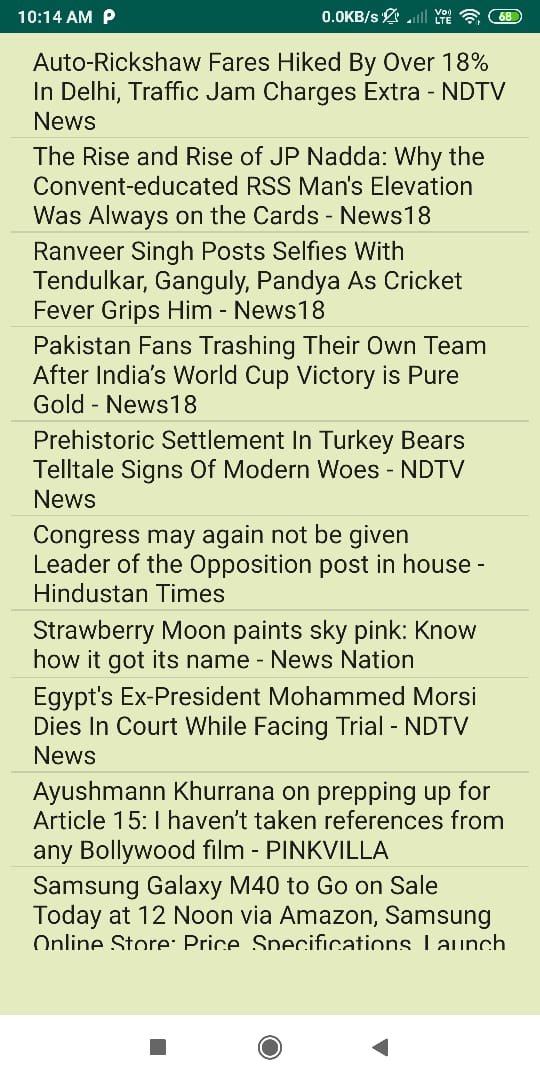 10:14 AM P 0.0KB/s Vo) LTE 68
Auto-Rickshaw Fares Hiked By Over 18%
In Delhi, Traffic Jam Charges Extra - NDTV
News
The Rise and Rise of JP Nadda: Why the
Convent-educated RSS Man's Elevation
Was Always on the Cards - News18
Ranveer Singh Posts Selfies With
Tendulkar, Ganguly, Pandya As Cricket
Fever Grips Him - News18
Pakistan Fans Trashing Their Own Team
After India’s World Cup Victory is Pure
Gold - News18
Prehistoric Settlement In Turkey Bears
Telltale Signs Of Modern Woes - NDTV
News
Congress may again not be given
Leader of the Opposition post in house -
Hindustan Times
Strawberry Moon paints sky pink: Know
how it got its name - News Nation
Egypt's Ex-President Mohammed Morsi
Dies In Court While Facing Trial - NDTV
News
Ayushmann Khurrana on prepping up for
Article 15: I haven’t taken references from
any Bollywood film - PINKVILLA
Samsung Galaxy M40 to Go on Sale
Today at 12 Noon via Amazon, Samsung
Online Store: Price, Specifications, Launch